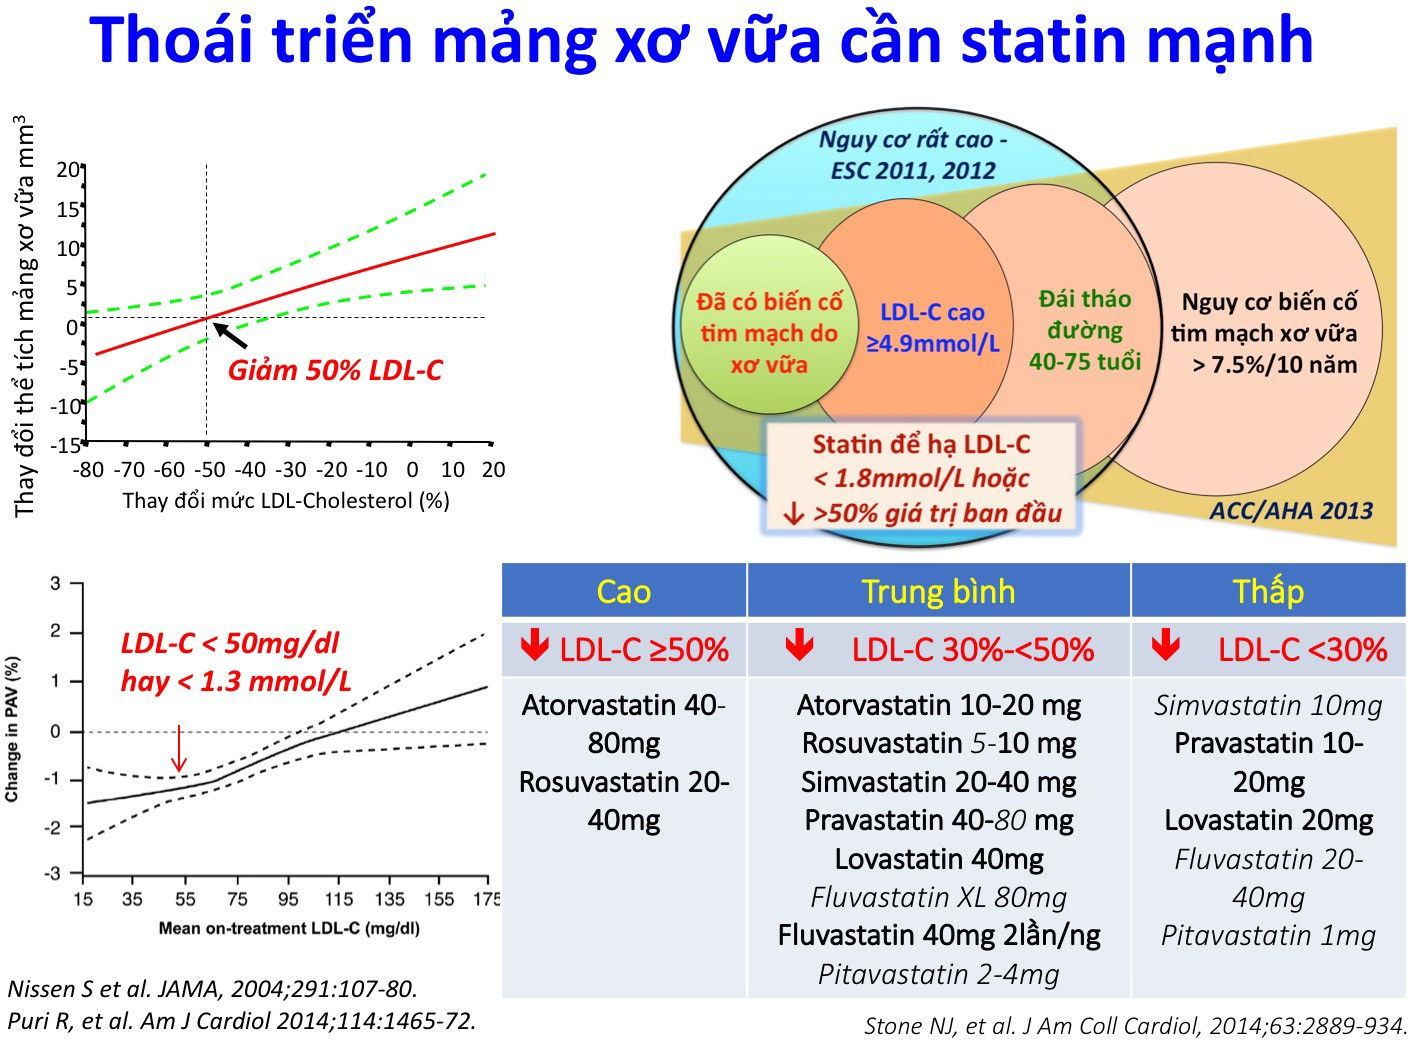 Thoái triển mảng xơ vữa cần statin mạnh
Thay đổi thể tích mảng xơ vữa mm³
20
15
10
5
0
-5
-10
-15
-80 -70 -60 -50 -40 -30 -20 -10 0 10 20
Thay đổi mức LDL-Cholesterol (%)
Giảm 50% LDL-C
Nguy cơ rất cao -
ESC 2011, 2012
Đã có biến cố
tim mạch do
xơ vữa
LDL-C cao
≥4.9mmol/L
Đái tháo
đường
40-75 tuổi
Nguy cơ biến cố
tim mạch xơ vữa
> 7.5%/10 năm
Statin để hạ LDL-C
< 1.8mmol/L hoặc
↓ >50% giá trị ban đầu
ACC/AHA 2013
Change in PAV (%)
3
2
1
0
-1
-2
-3
15 35 55 75 95 115 135 155 175
Mean on-treatment LDL-C (mg/dl)
LDL-C < 50mg/dl
hay < 1.3 mmol/L
Cao
🡇 LDL-C ≥50%
Atorvastatin 40-
80mg
Rosuvastatin 20-
40mg
Trung bình
🡇 LDL-C 30%-<50%
Atorvastatin 10-20 mg
Rosuvastatin 5-10 mg
Simvastatin 20-40 mg
Pravastatin 40-80 mg
Lovastatin 40mg
Fluvastatin XL 80mg
Fluvastatin 40mg 2lần/ng
Pitavastatin 2-4mg
Thấp
🡇 LDL-C <30%
Simvastatin 10mg
Pravastatin 10-
20mg
Lovastatin 20mg
Fluvastatin 20-
40mg
Pitavastatin 1mg
Nissen S et al. JAMA, 2004;291:107-80.
Puri R, et al. Am J Cardiol 2014;114:1465-72.
Stone NJ, et al. J Am Coll Cardiol, 2014;63:2889-934.